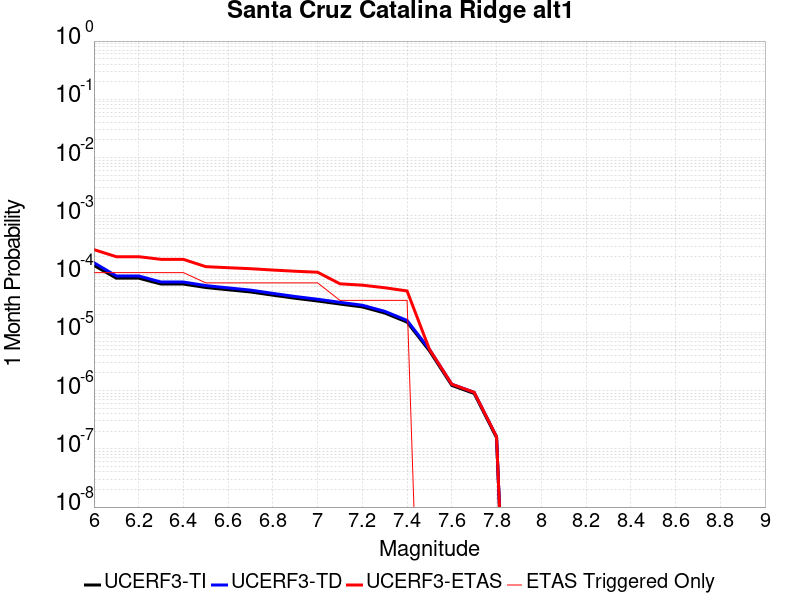 Santa Cruz Catalina Ridge alt1
10^0
10^-1
10^-2
10^-3
10^-4
10^-5
10^-6
10^-7
10^-8
1 Month Probability
6 6.2 6.4 6.6 6.8 7 7.2 7.4 7.6 7.8 8 8.2 8.4 8.6 8.8 9
Magnitude
UCERF3-TI UCERF3-TD UCERF3-ETAS ETAS Triggered Only